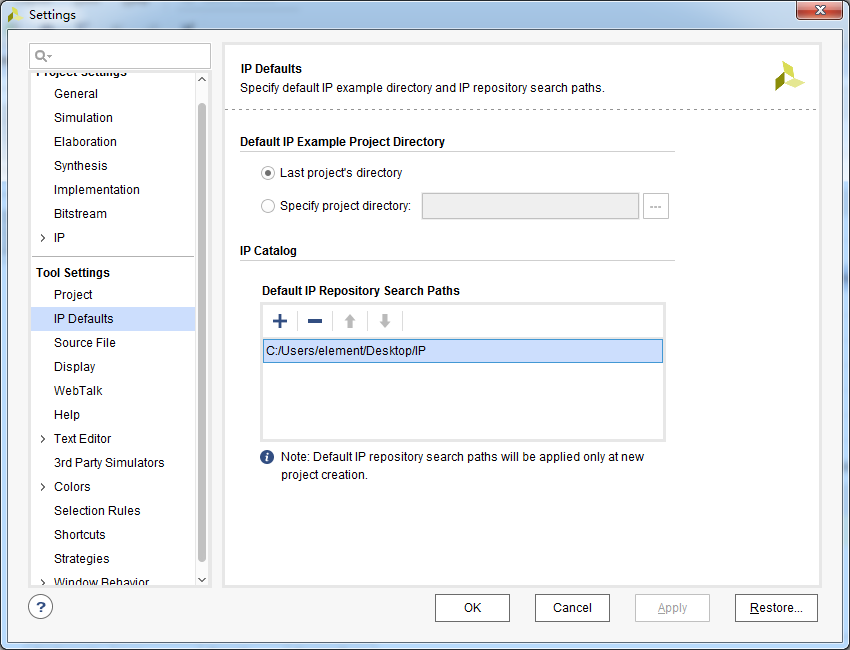 Settings
Project Settings
General
Simulation
Elaboration
Synthesis
Implementation
Bitstream
IP
Tool Settings
Project
IP Defaults
Source File
Display
WebTalk
Help
Text Editor
3rd Party Simulators
Colors
Selection Rules
Shortcuts
Strategies
Window Behavior
IP Defaults
Specify default IP example directory and IP repository search paths.
Default IP Example Project Directory
Last project's directory
Specify project directory:
...
IP Catalog
Default IP Repository Search Paths
C:/Users/element/Desktop/IP
Note: Default IP repository search paths will be applied only at new
project creation.
?
OK
Cancel
Apply
Restore...